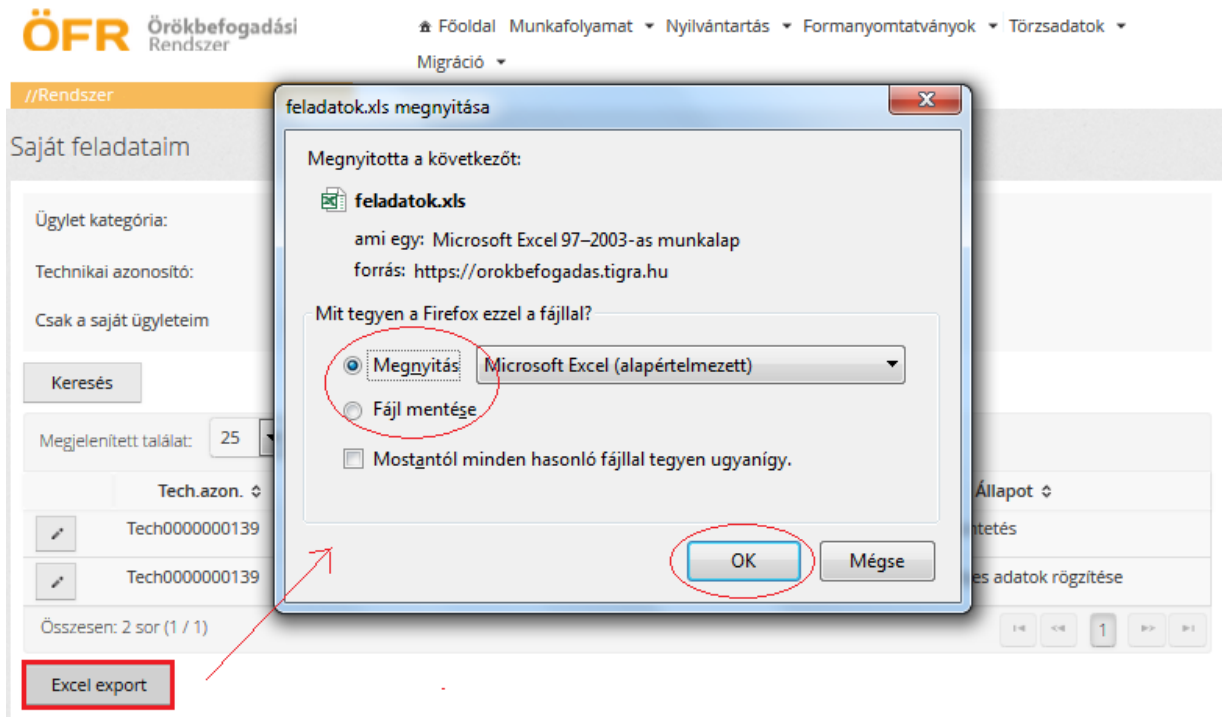 ÖFR Örökbefogadási
Rendszer
Főoldal Munkafolyamat Nyilvántartás Formanyomtatványok Törzsadatok
Migráció
//Rendszer
Saját feladataim
Ügylet kategória:
Technikai azonosító:
Csak a saját ügyleteim
Keresés
Megjelenített találat: 25
Tech.azon. Állapot
Tech0000000139 ntetés
Tech0000000139 es adatok rögzítése
Összesen: 2 sor (1 / 1) 1
Excel export
feladatok.xls megnyitása
Megnyitotta a következőt:
feladatok.xls
ami egy: Microsoft Excel 97–2003-as munkalap
forrás: https://orokbefogadas.tigra.hu
Mit tegyen a Firefox ezzel a fájllal?
Megnyitás Microsoft Excel (alapértelmezett)
Fájl mentése
Mostantól minden hasonló fájllal tegyen ugyanígy.
OK Mégse